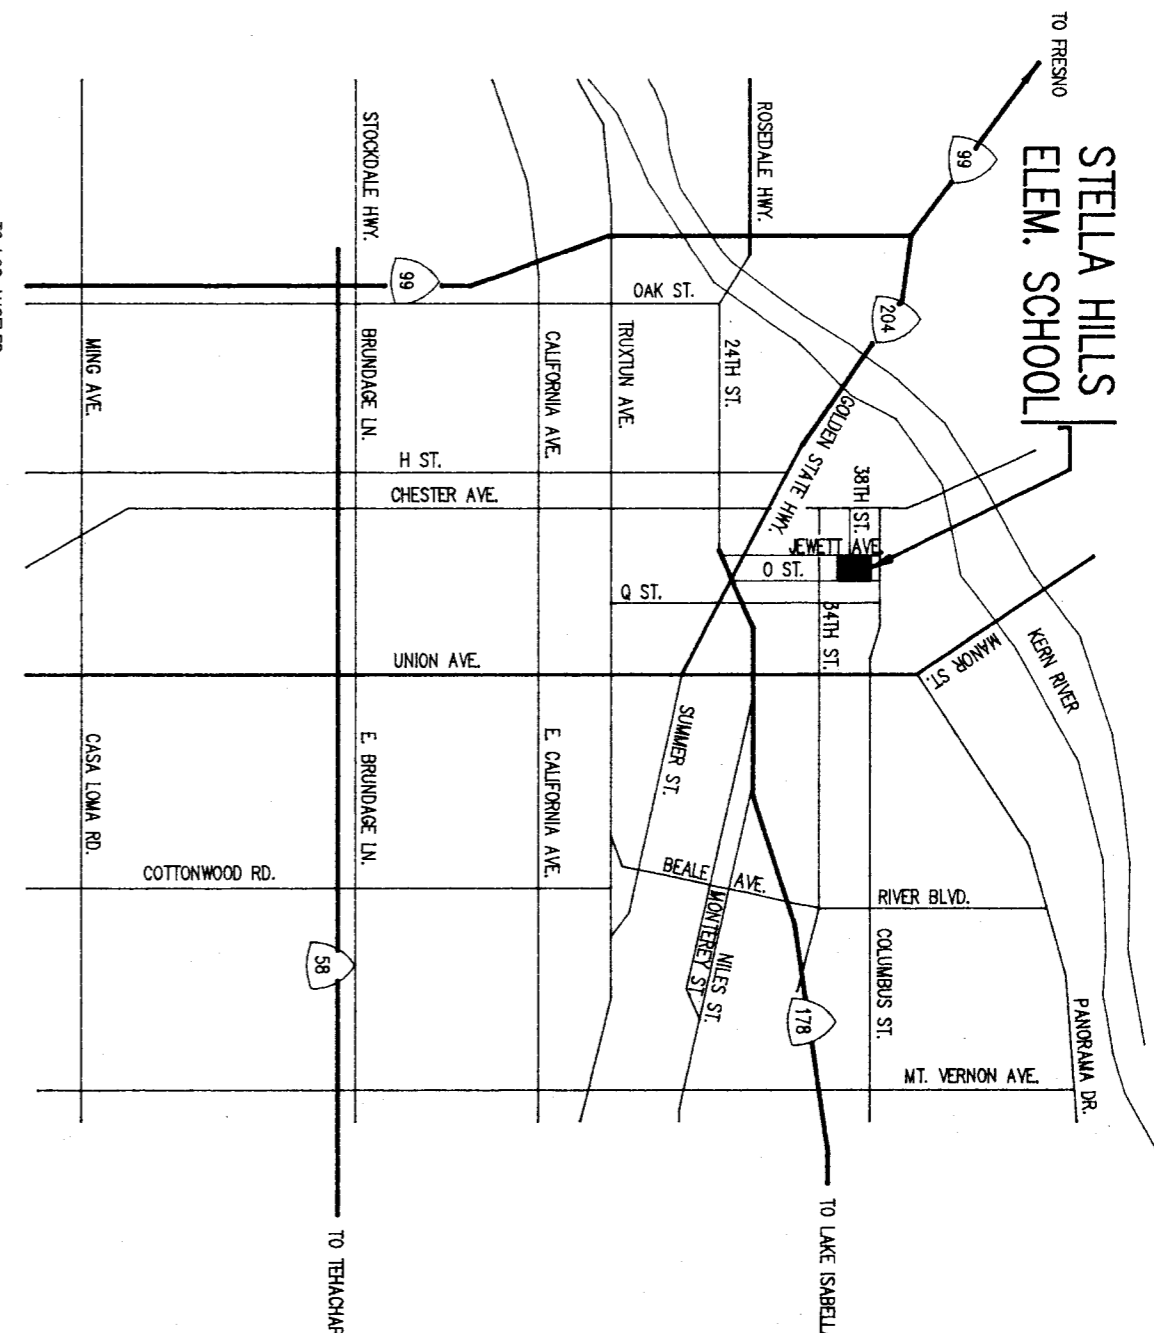 TO FRESNO
STELLA HILLS
ELEM. SCHOOL
99
ROSEDALE HWY.
STOCKDALE HWY.
99
204
OAK ST.
24TH ST.
TRUXTUN AVE.
CALIFORNIA AVE.
BRUNDAGE LN.
MING AVE.
GOLDEN STATE HWY.
H ST.
CHESTER AVE.
38TH ST.
JEWETT AVE.
O ST.
Q ST.
34TH ST.
KERN RIVER
MANOR ST.
UNION AVE.
SUMMER ST.
E. CALIFORNIA AVE.
E. BRUNDAGE LN.
CASA LOMA RD.
COTTONWOOD RD.
BEALE AVE.
MONTEREY ST.
NILES ST.
RIVER BLVD.
COLUMBUS ST.
58
178
PANORAMA DR.
MT. VERNON AVE.
TO LAKE ISABELL
TO TEHACHAP